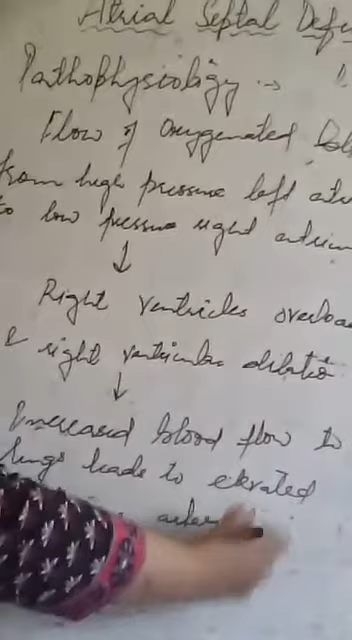 Atrial Septal Defe
Pathophysiology :→
Flow of Oxygenated blo
from high pressure left atri
to low pressure right atrium
↓
Right ventricles overloa
& right ventricular dilatio
↓
Increased blood flow to
lungs leads to elevated